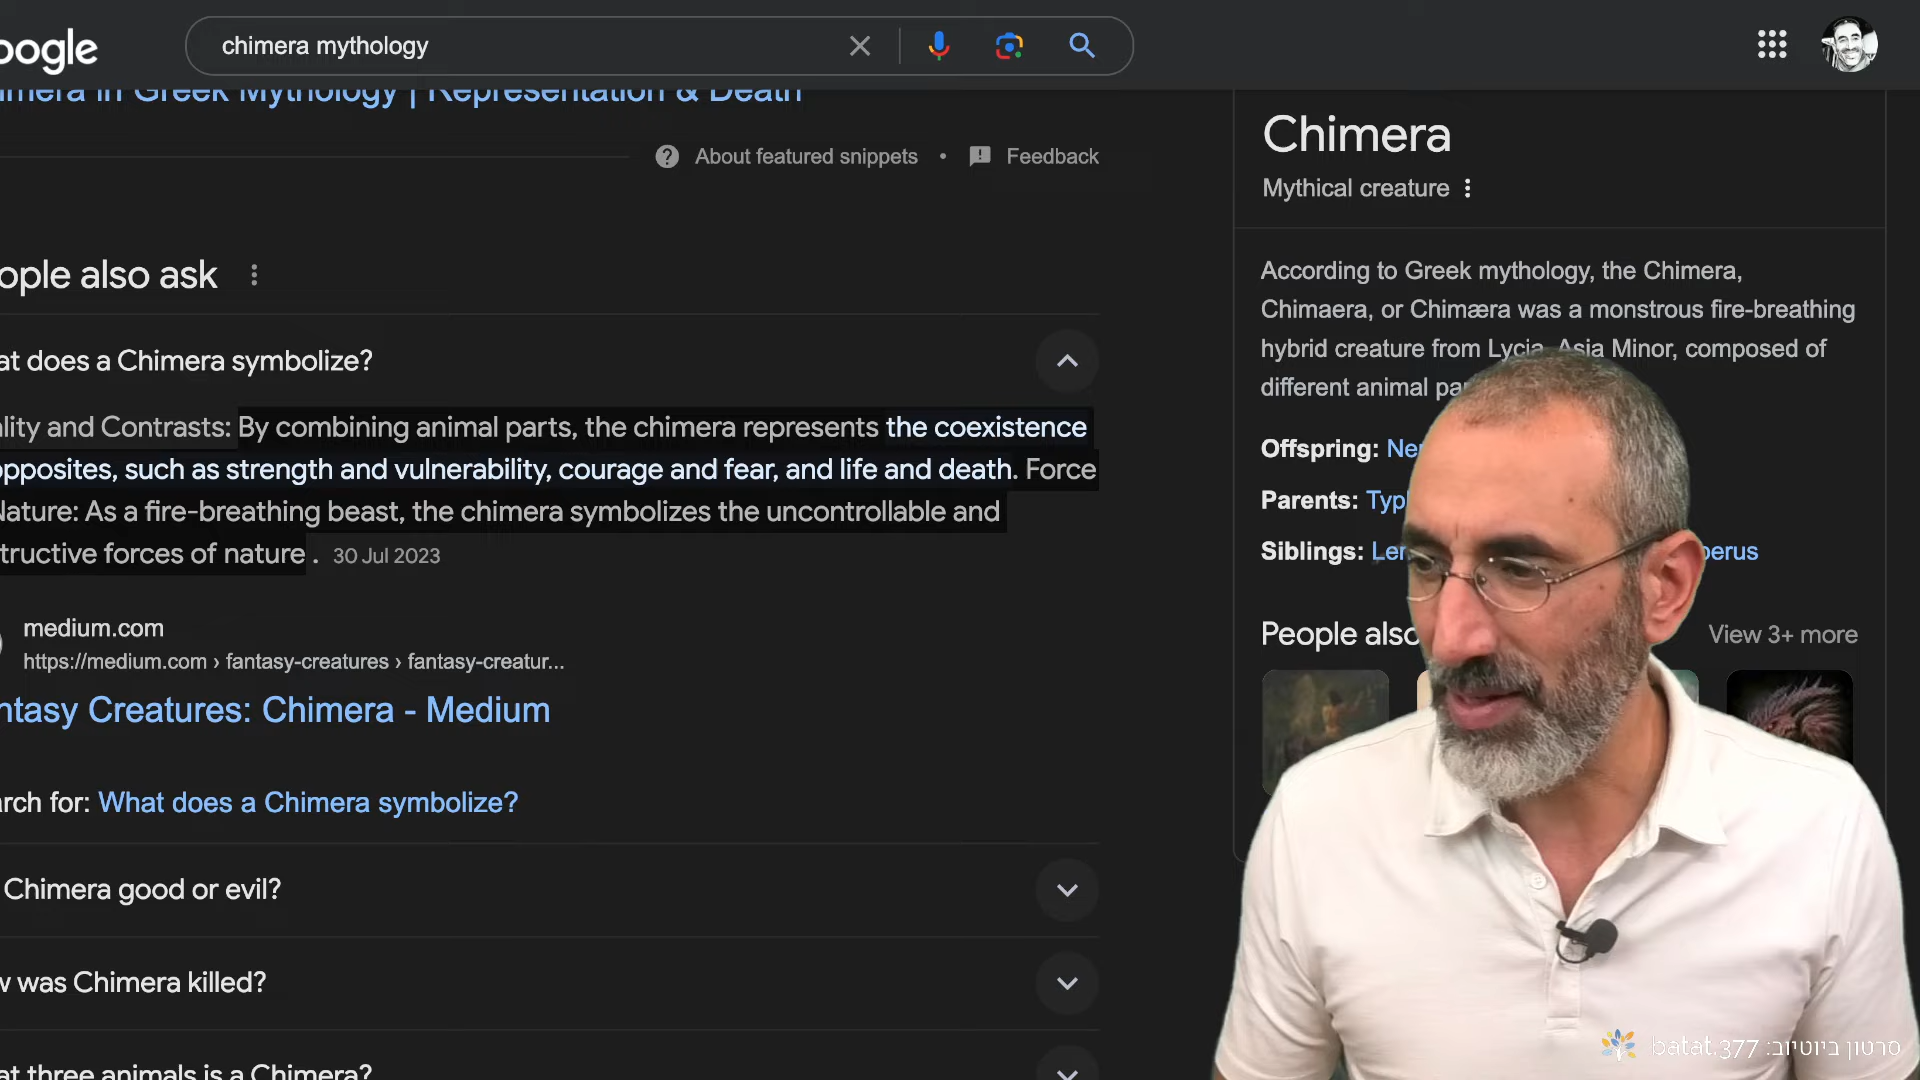 oogle
chimera mythology
imera in Greek Mythology | Representation & Death
About featured snippets • Feedback
ople also ask
at does a Chimera symbolize?
ality and Contrasts: By combining animal parts, the chimera represents the coexistence
opposites, such as strength and vulnerability, courage and fear, and life and death. Force
Nature: As a fire-breathing beast, the chimera symbolizes the uncontrollable and
tructive forces of nature . 30 Jul 2023
medium.com
https://medium.com › fantasy-creatures › fantasy-creatur...
ntasy Creatures: Chimera - Medium
arch for: What does a Chimera symbolize?
Chimera good or evil?
w was Chimera killed?
at three animals is a Chimera?
Chimera
Mythical creature
According to Greek mythology, the Chimera,
Chimaera, or Chimæra was a monstrous fire-breathing
hybrid creature from Lycia, Asia Minor, composed of
different animal pa
Offspring: Ne
Parents: Typ
Siblings: Ler berus
People also View 3+ more
סרטון ביוטיוב: batat.377